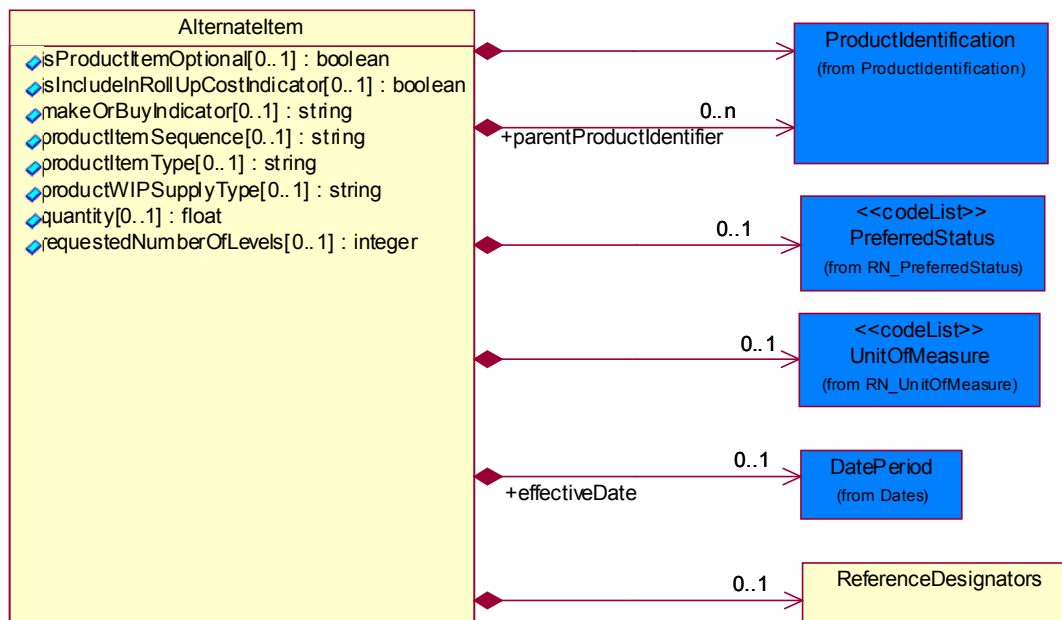 AlternateItem
isProductItemOptional[0..1] : boolean
isIncludeInRollUpCostIndicator[0..1] : boolean
makeOrBuyIndicator[0..1] : string
productItemSequence[0..1] : string
productItemType[0..1] : string
productWIPSupplyType[0..1] : string
quantity[0..1] : float
requestedNumberOfLevels[0..1] : integer
ProductIdentification
(from ProductIdentification)
0..n
+parentProductIdentifier
<<codeList>>
PreferredStatus
(from RN_PreferredStatus)
0..1
<<codeList>>
UnitOfMeasure
(from RN_UnitOfMeasure)
0..1
DatePeriod
(from Dates)
0..1
+effectiveDate
ReferenceDesignators
0..1